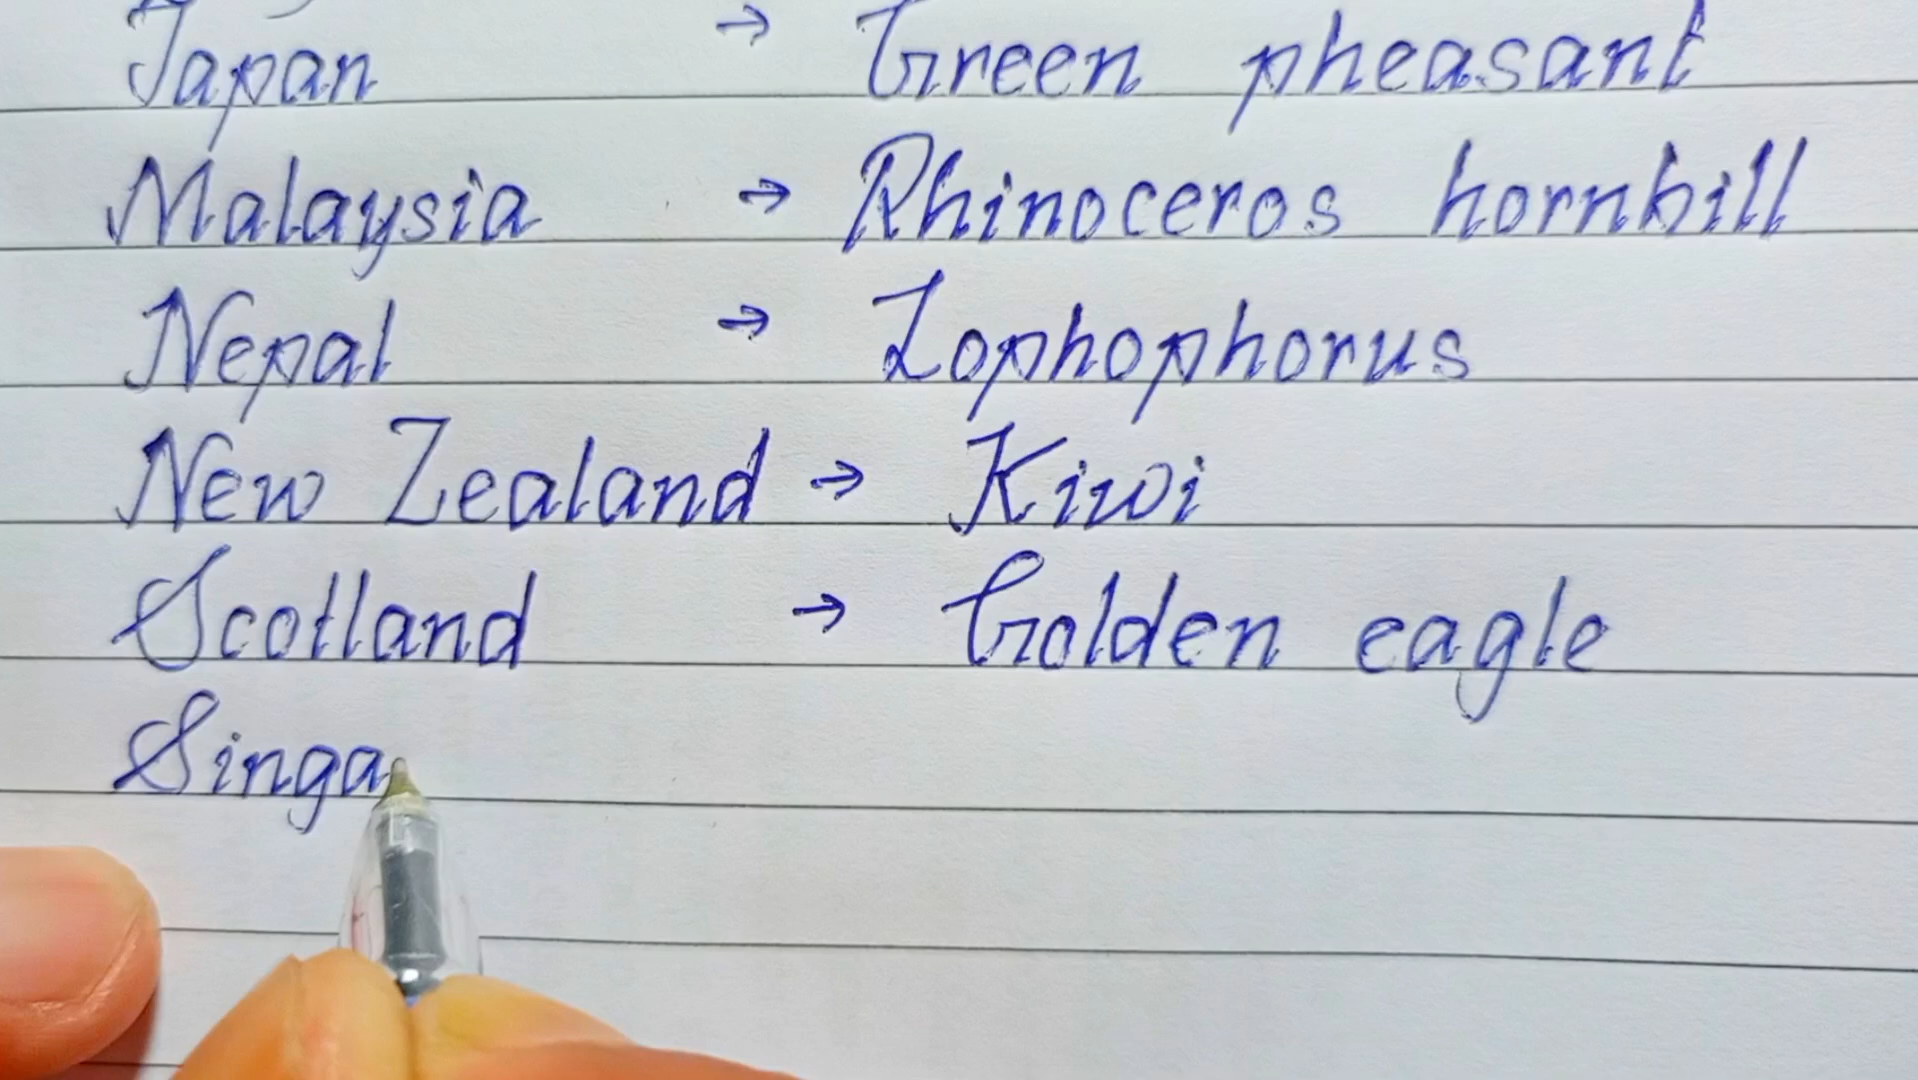 Japan → Green pheasant
Malaysia → Rhinoceros hornbill
Nepal → Lophophorus
New Zealand → Kiwi
Scotland → Golden eagle
Singa